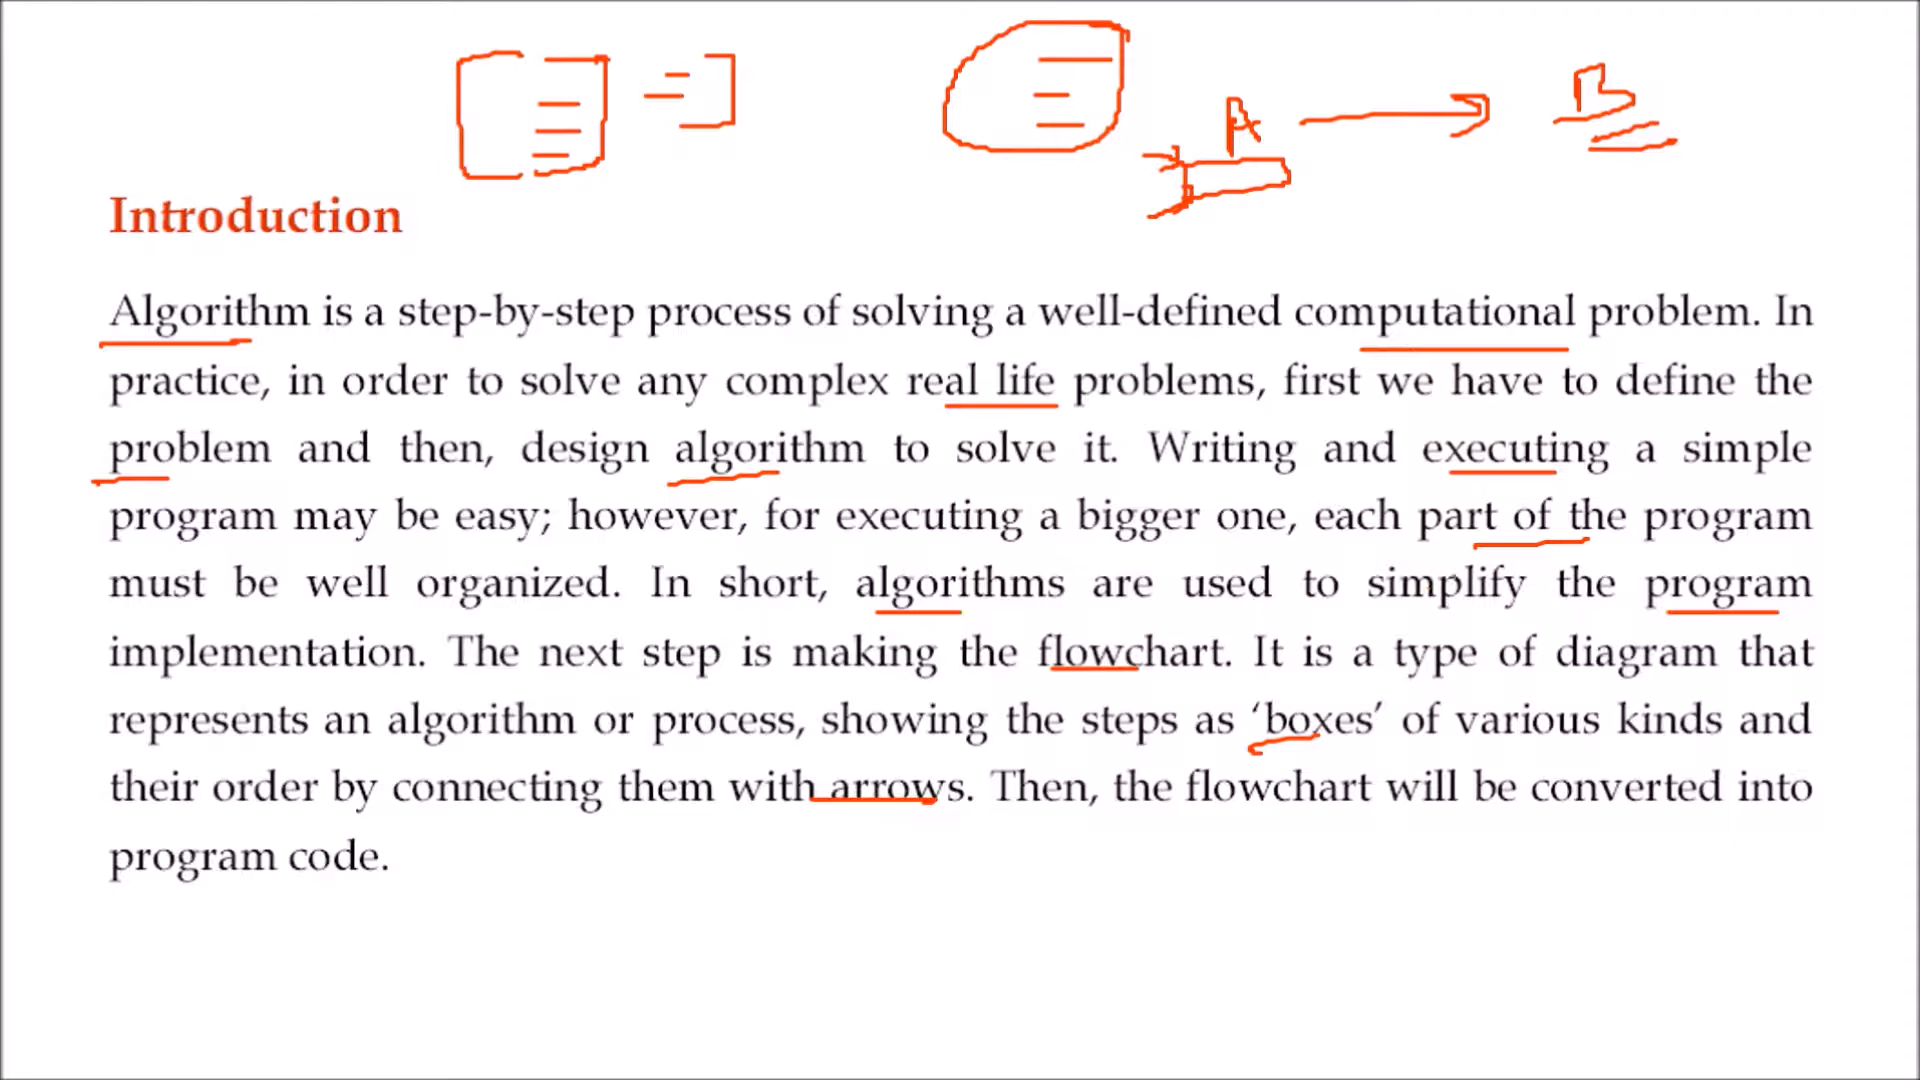 A B
Introduction
Algorithm is a step-by-step process of solving a well-defined computational problem. In
practice, in order to solve any complex real life problems, first we have to define the
problem and then, design algorithm to solve it. Writing and executing a simple
program may be easy; however, for executing a bigger one, each part of the program
must be well organized. In short, algorithms are used to simplify the program
implementation. The next step is making the flowchart. It is a type of diagram that
represents an algorithm or process, showing the steps as ‘boxes’ of various kinds and
their order by connecting them with arrows. Then, the flowchart will be converted into
program code.